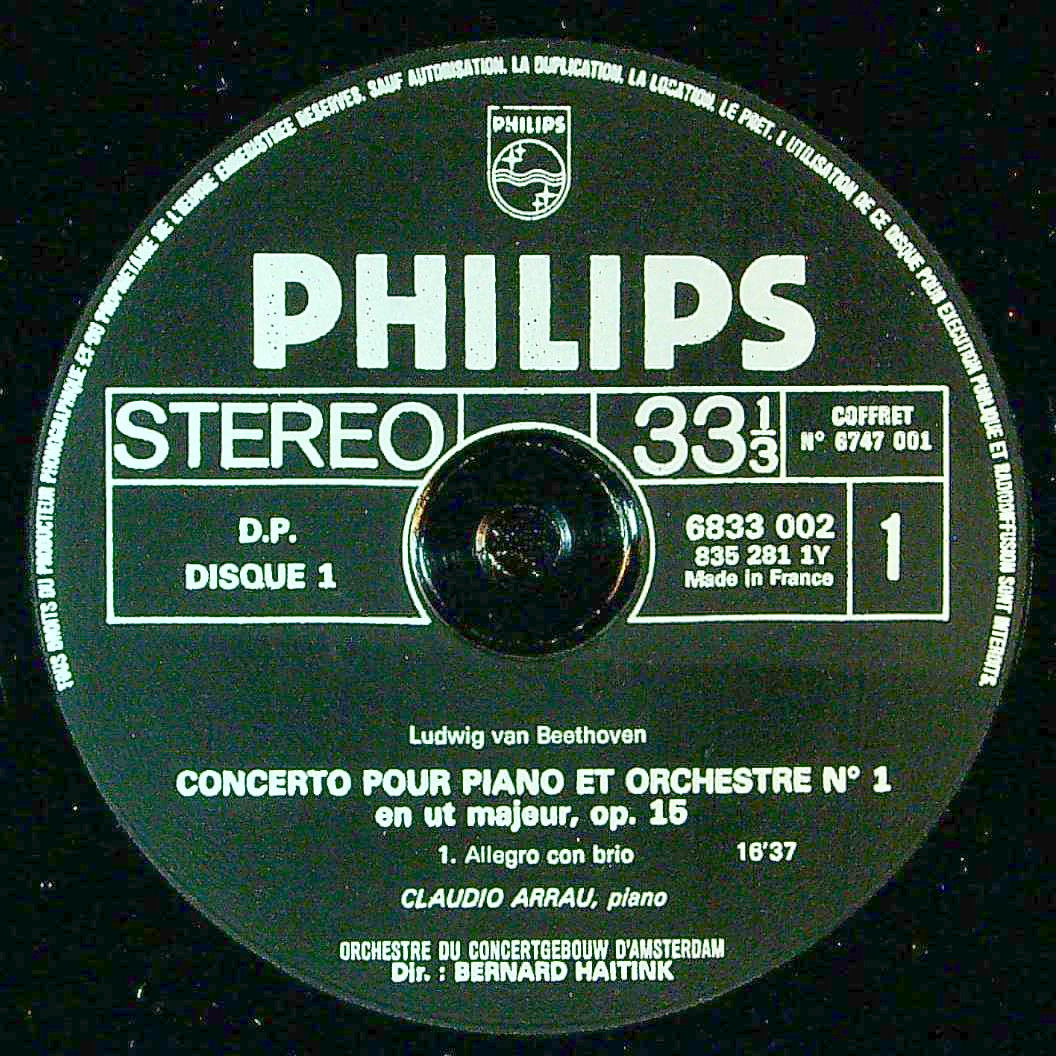 TOUS DROITS DU PRODUCTEUR PHONOGRAPHIQUE ET DU PROPRIETAIRE DE L'ŒUVRE ENREGISTREE RESERVES. SAUF AUTORISATION, LA DUPLICATION, LA LOCATION, LE PRET, L'UTILISATION DE CE DISQUE POUR EXECUTION PUBLIQUE ET RADIODIFFUSION SONT INTERDITS.
PHILIPS
PHILIPS
STEREO
33 1/3
COFFRET
N° 6747 001
D.P.
DISQUE 1
6833 002
835 281 1Y
Made in France
1
Ludwig van Beethoven
CONCERTO POUR PIANO ET ORCHESTRE N° 1
en ut majeur, op. 15
1. Allegro con brio 16'37
CLAUDIO ARRAU, piano
ORCHESTRE DU CONCERTGEBOUW D'AMSTERDAM
Dir. : BERNARD HAITINK